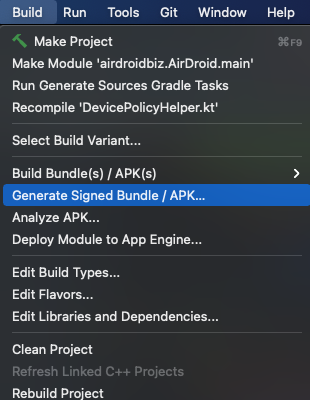 Build Run Tools Git Window Help
Make Project ⌘F9
Make Module 'airdroidbiz.AirDroid.main'
Run Generate Sources Gradle Tasks
Recompile 'DevicePolicyHelper.kt'
Select Build Variant...
Build Bundle(s) / APK(s)
Generate Signed Bundle / APK...
Analyze APK...
Deploy Module to App Engine...
Edit Build Types...
Edit Flavors...
Edit Libraries and Dependencies...
Clean Project
Refresh Linked C++ Projects
Rebuild Project